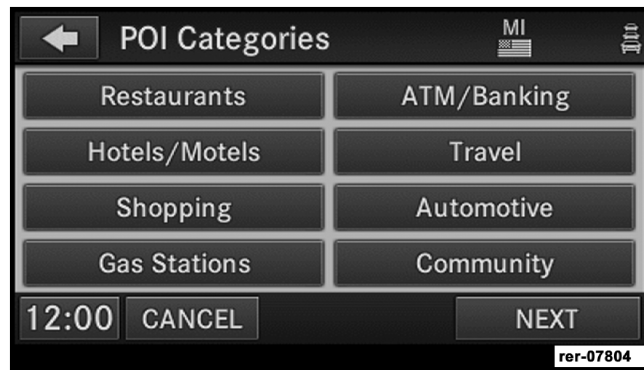 POI Categories MI
Restaurants ATM/Banking
Hotels/Motels Travel
Shopping Automotive
Gas Stations Community
12:00 CANCEL NEXT
rer-07804